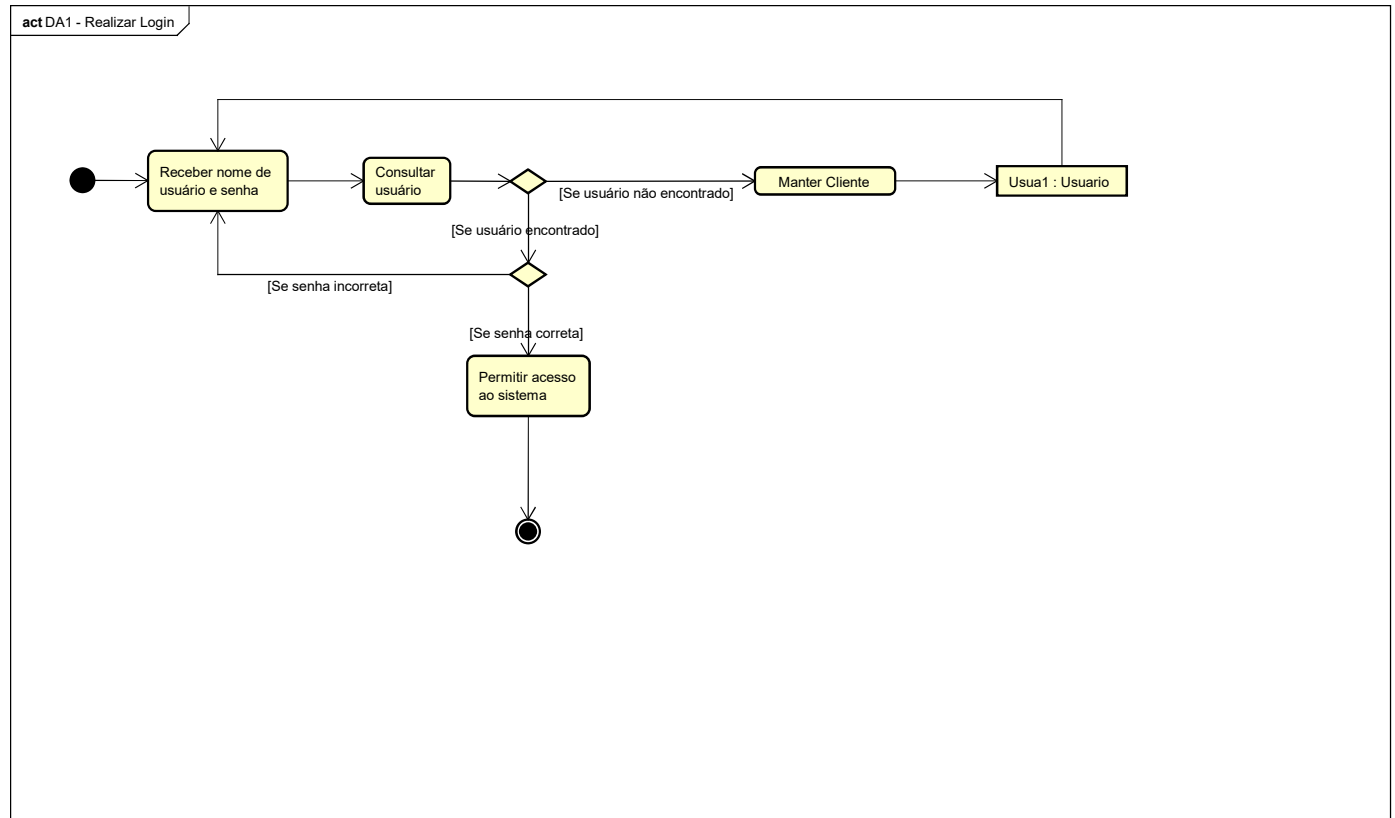 act DA1 - Realizar Login
Receber nome de
usuário e senha
Consultar
usuário
[Se usuário não encontrado]
Manter Cliente
Usua1 : Usuario
[Se usuário encontrado]
[Se senha incorreta]
[Se senha correta]
Permitir acesso
ao sistema